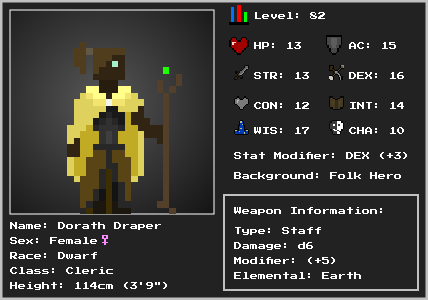 Level: 82
HP: 13
AC: 15
STR: 13
DEX: 16
CON: 12
INT: 14
WIS: 17
CHA: 10
Stat Modifier: DEX (+3)
Background: Folk Hero
Name: Dorath Draper
Sex: Female♀
Race: Dwarf
Class: Cleric
Height: 114cm (3'9")
Weapon Information:
Type: Staff
Damage: d6
Modifier: (+5)
Elemental: Earth